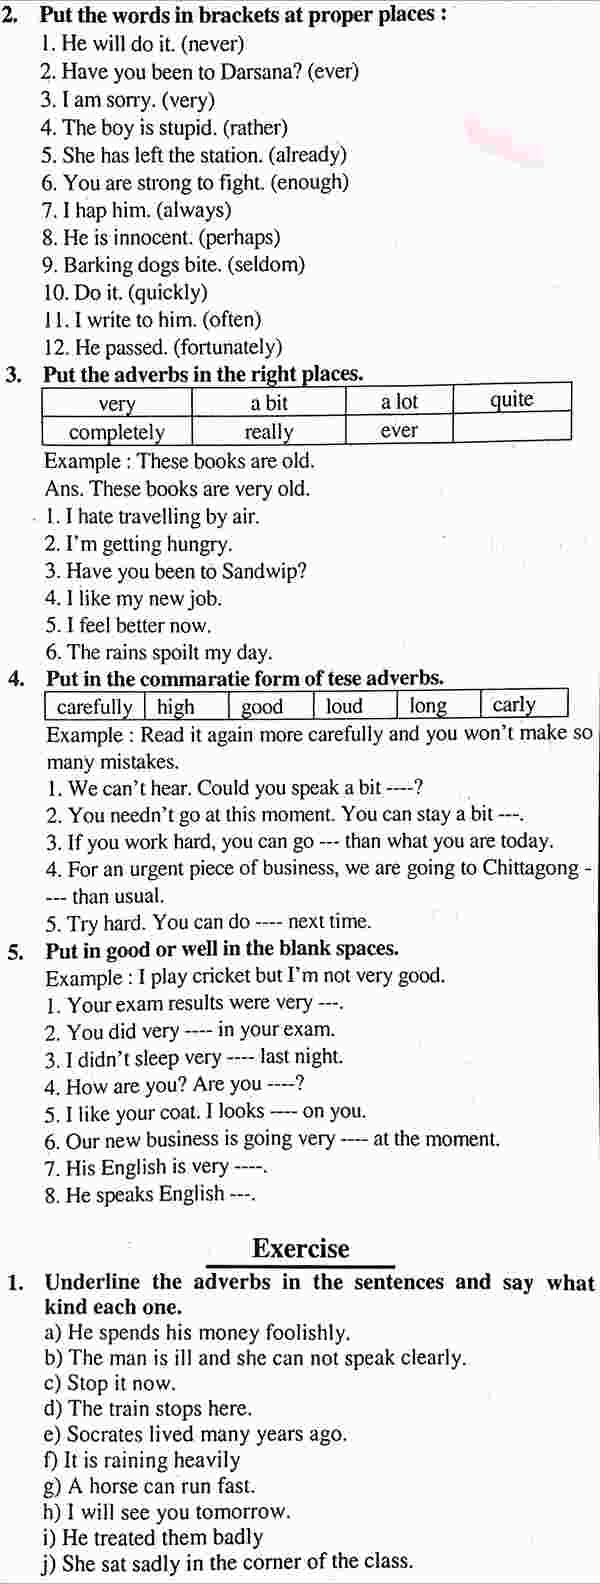 2. Put the words in brackets at proper places :
1. He will do it. (never)
2. Have you been to Darsana? (ever)
3. I am sorry. (very)
4. The boy is stupid. (rather)
5. She has left the station. (already)
6. You are strong to fight. (enough)
7. I hap him. (always)
8. He is innocent. (perhaps)
9. Barking dogs bite. (seldom)
10. Do it. (quickly)
11. I write to him. (often)
12. He passed. (fortunately)
3. Put the adverbs in the right places.
very a bit a lot quite
completely really ever
Example : These books are old.
Ans. These books are very old.
1. I hate travelling by air.
2. I'm getting hungry.
3. Have you been to Sandwip?
4. I like my new job.
5. I feel better now.
6. The rains spoilt my day.
4. Put in the commaratie form of tese adverbs.
carefully high good loud long carly
Example : Read it again more carefully and you won't make so
many mistakes.
1. We can't hear. Could you speak a bit ----?
2. You needn't go at this moment. You can stay a bit ---.
3. If you work hard, you can go --- than what you are today.
4. For an urgent piece of business, we are going to Chittagong -
--- than usual.
5. Try hard. You can do ---- next time.
5. Put in good or well in the blank spaces.
Example : I play cricket but I'm not very good.
1. Your exam results were very ---.
2. You did very ---- in your exam.
3. I didn't sleep very ---- last night.
4. How are you? Are you ----?
5. I like your coat. I looks ---- on you.
6. Our new business is going very ---- at the moment.
7. His English is very ----.
8. He speaks English ---.
Exercise
1. Underline the adverbs in the sentences and say what
kind each one.
a) He spends his money foolishly.
b) The man is ill and she can not speak clearly.
c) Stop it now.
d) The train stops here.
e) Socrates lived many years ago.
f) It is raining heavily
g) A horse can run fast.
h) I will see you tomorrow.
i) He treated them badly
j) She sat sadly in the corner of the class.